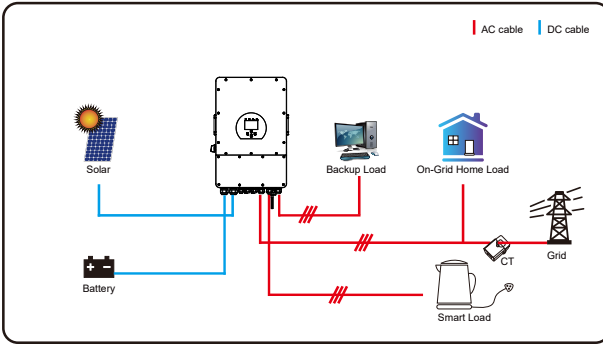 AC cable
DC cable
Solar
Backup Load
On-Grid Home Load
CT
Grid
Battery
Smart Load